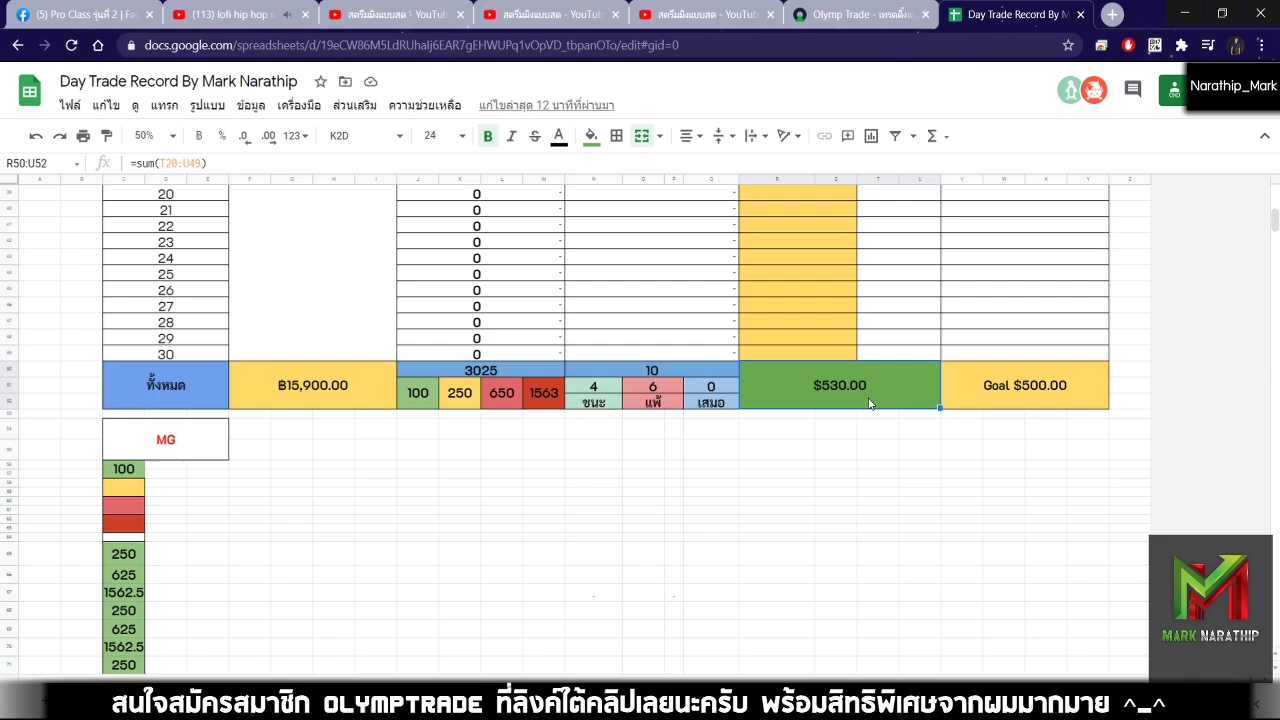 (5) Pro Class รุ่นที่ 2 | Fac
(113) lofi hip hop r
สตรีมมิงแบบสด - YouTube
สตรีมมิงแบบสด - YouTub
สตรีมมิงแบบสด - YouTub
Olymp Trade - เทรดดิ้งแ
Day Trade Record By M
docs.google.com/spreadsheets/d/19eCW86M5LdRUhaIj6EAR7gEHWUPq1vOpVD_tbpanOTo/edit#gid=0
Day Trade Record By Mark Narathip
Narathip_Mark
ไฟล์ แก้ไข ดู แทรก รูปแบบ ข้อมูล เครื่องมือ ส่วนเสริม ความช่วยเหลือ แก้ไขล่าสุด 12 นาทีที่ผ่านมา
50% B % .0 .00 123 K2D 24 B I S A Σ
R50:U52 fx =sum(T20:U49)
A B C D E F G H I J K L M N O P Q R S T U V W X Y Z
20 0 - -
21 0 - -
22 0 - -
23 0 - -
24 0 - -
25 0 - -
26 0 - -
27 0 - -
28 0 - -
29 0 - -
30 0 - -
3025 10
ทั้งหมด ฿15,900.00 100 250 650 1563 4 6 0 $530.00 Goal $500.00
ชนะ แพ้ เสมอ
MG
100
250
625
1562.5
250
625
1562.5
250
MARK NARATHIP
สนใจสมัครสมาชิก OLYMPTRADE ที่ลิงค์ใต้คลิปเลยนะครับ พร้อมสิทธิพิเศษจากผมมากมาย ^_^